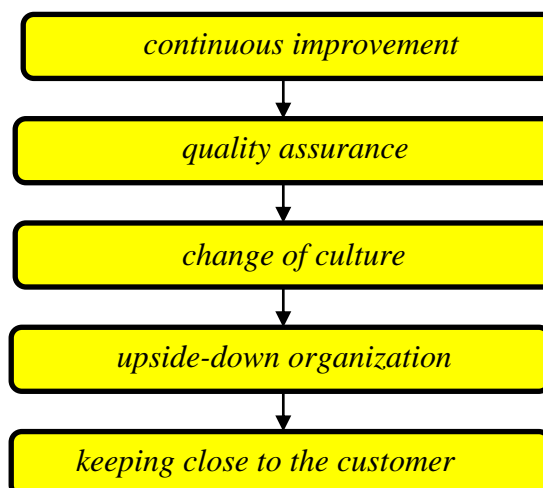 continuous improvement
quality assurance
change of culture
upside-down organization
keeping close to the customer